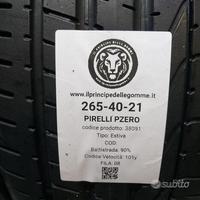 IL PRINCIPE DELLE GOMME
www.ilprincipedellegomme.it
265-40-21
PIRELLI PZERO
codice prodotto: 38091
Tipo: Estiva
COD:
Battistrada: 90%
Codice Velocità: 101y
FILA: 08
subito